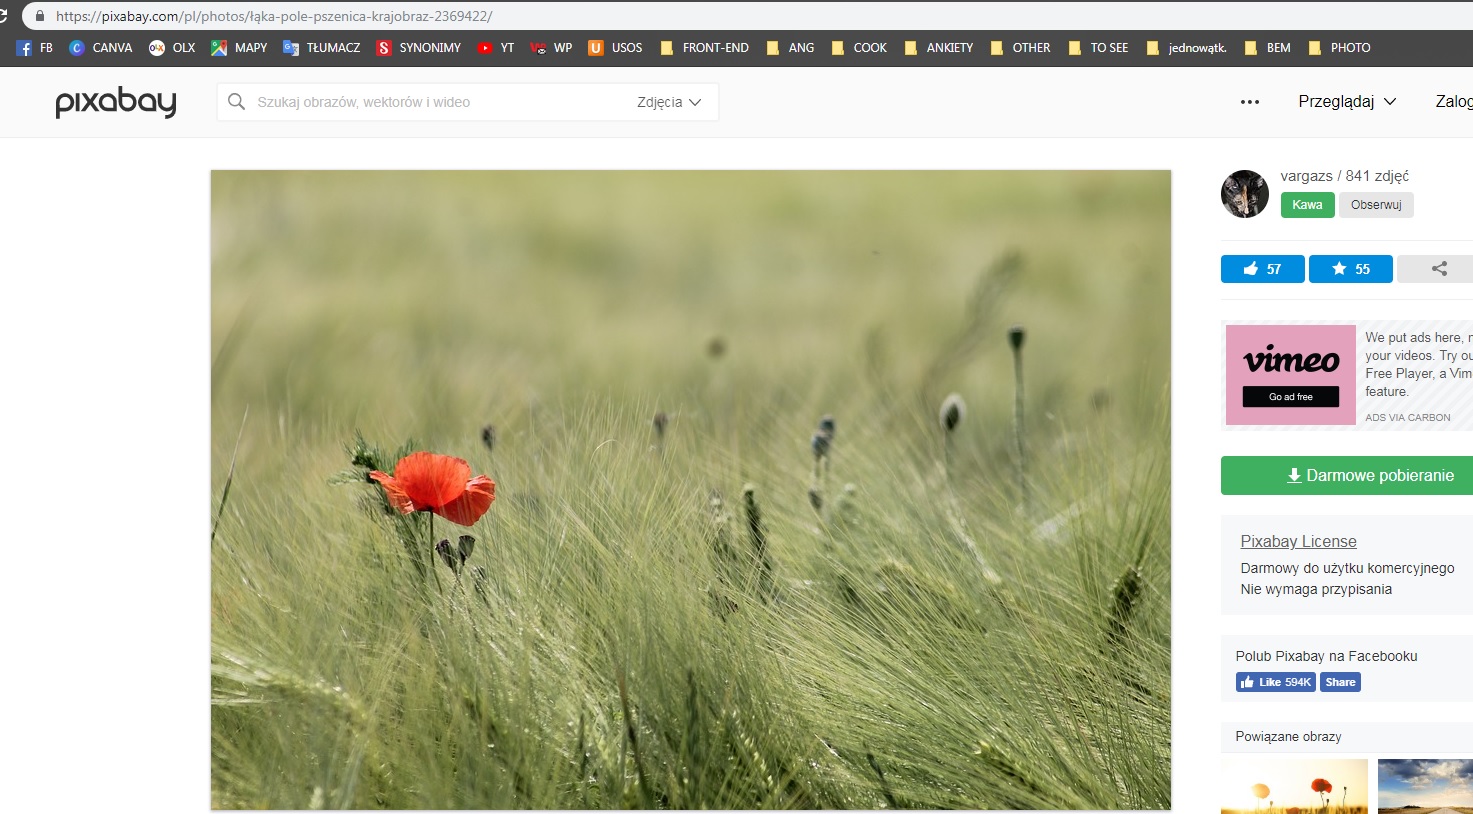 https://pixabay.com/pl/photos/łąka-pole-pszenica-krajobraz-2369422/
FB CANVA OLX MAPY TŁUMACZ SYNONIMY YT WP USOS FRONT-END ANG COOK ANKIETY OTHER TO SEE jednowątk. BEM PHOTO
pixabay Szukaj obrazów, wektorów i wideo Zdjęcia Przeglądaj Zalog
vargazs / 841 zdjęć
Kawa Obserwuj
57 55
vimeo
Go ad free
We put ads here, n
your videos. Try ou
Free Player, a Vim
feature.
ADS VIA CARBON
Darmowe pobieranie
Pixabay License
Darmowy do użytku komercyjnego
Nie wymaga przypisania
Polub Pixabay na Facebooku
Like 594K Share
Powiązane obrazy